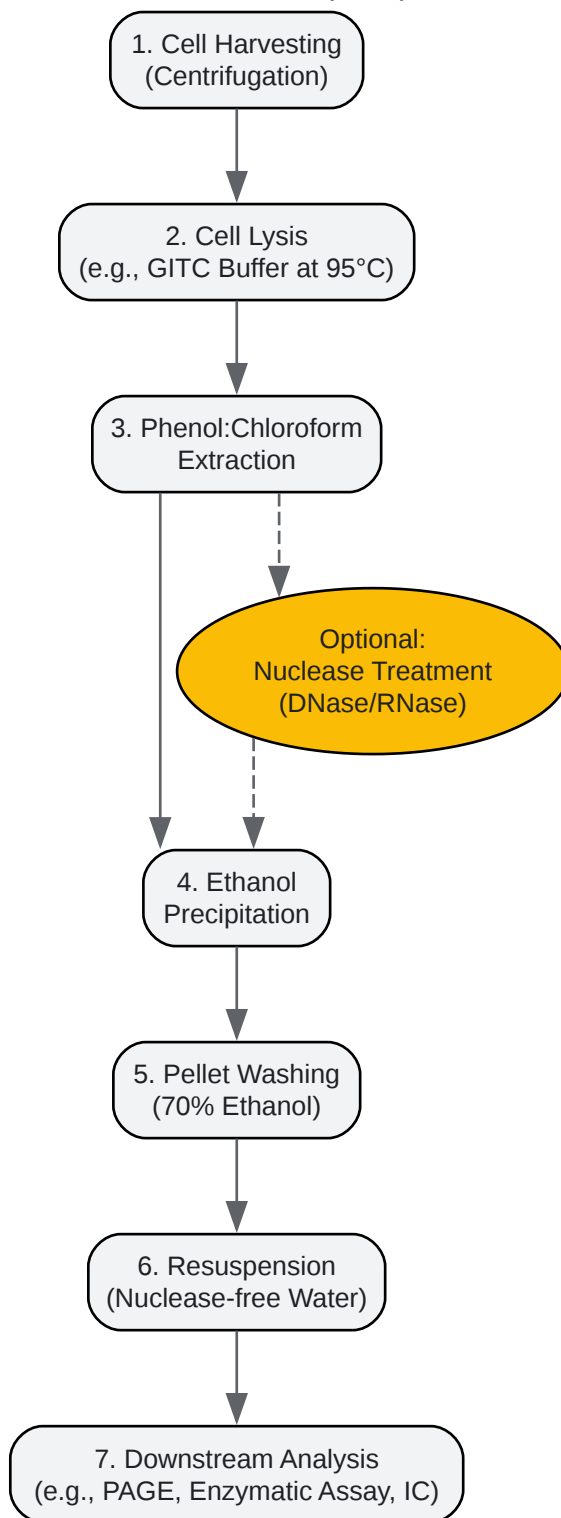 1. Cell Harvesting
(Centrifugation)
2. Cell Lysis
(e.g., GITC Buffer at 95°C)
3. Phenol:Chloroform
Extraction
Optional:
Nuclease Treatment
(DNase/RNase)
4. Ethanol
Precipitation
5. Pellet Washing
(70% Ethanol)
6. Resuspension
(Nuclease-free Water)
7. Downstream Analysis
(e.g., PAGE, Enzymatic Assay, IC)